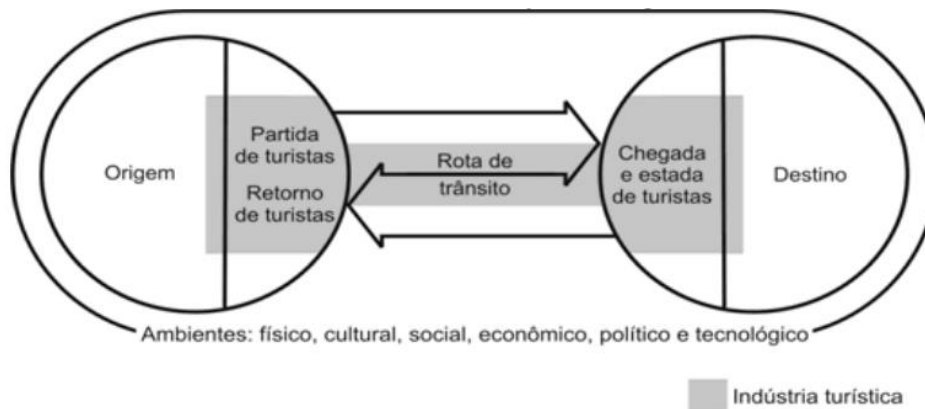 Origem
Partida
de turistas
Retorno
de turistas
Rota de
trânsito
Chegada
e estada
de turistas
Destino
Ambientes: físico, cultural, social, econômico, político e tecnológico
Indústria turística